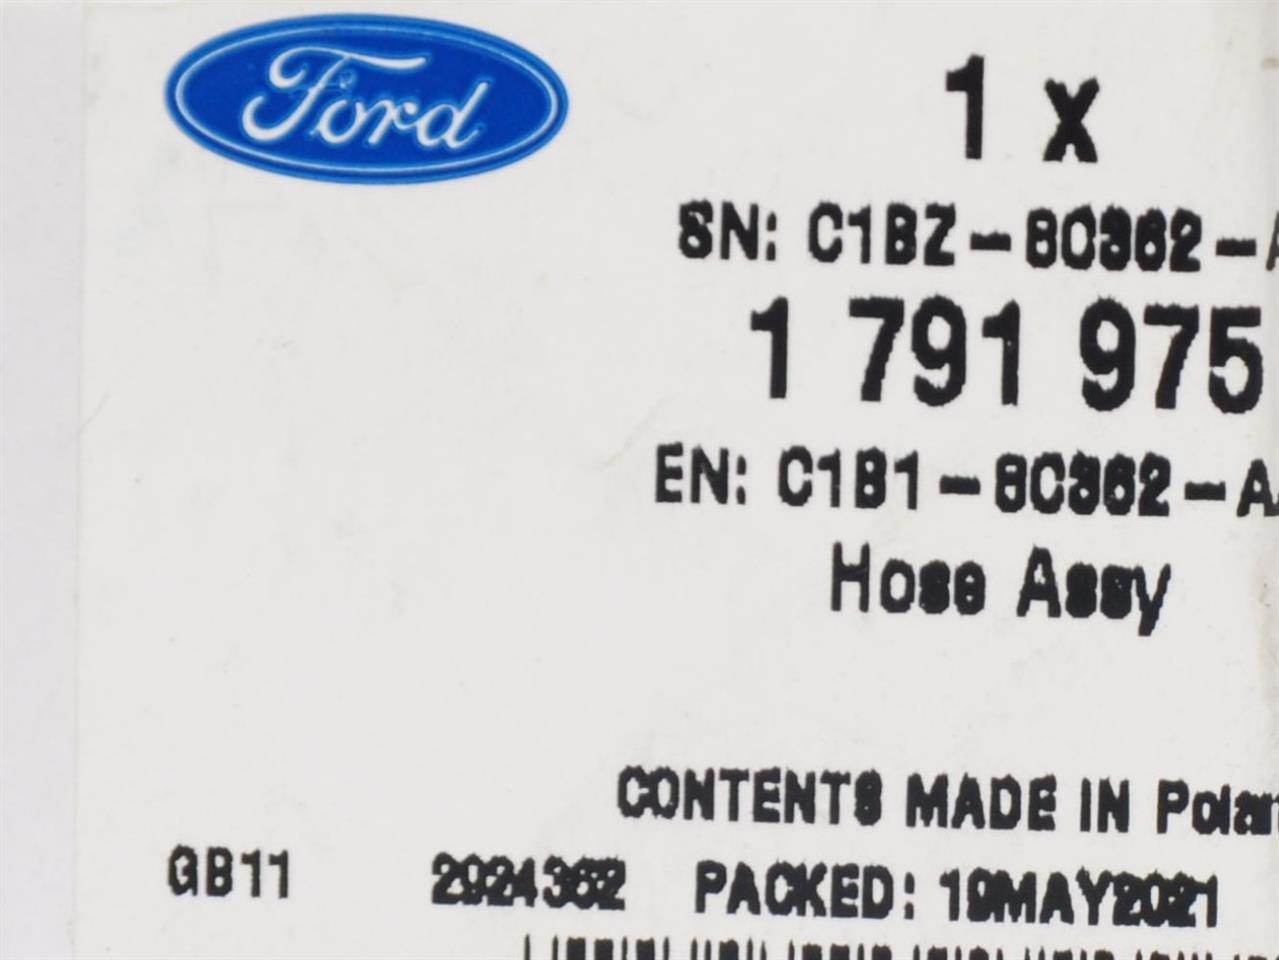 Ford
1 x
SN: C1BZ-8C362-A
1 791 975
EN: C1B1-8C362-AA
Hose Assy
CONTENTS MADE IN Polan
GB11 2924362 PACKED: 19MAY2021